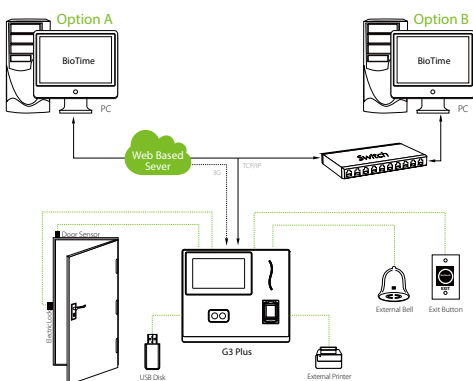 Option A
Option B
BioTime
BioTime
PC
PC
Web Based
Sever
3G
TCP/IP
Switch
Door Sensor
Electric Lock
G3 Plus
External Bell
EXIT
Exit Button
USB Disk
External Printer